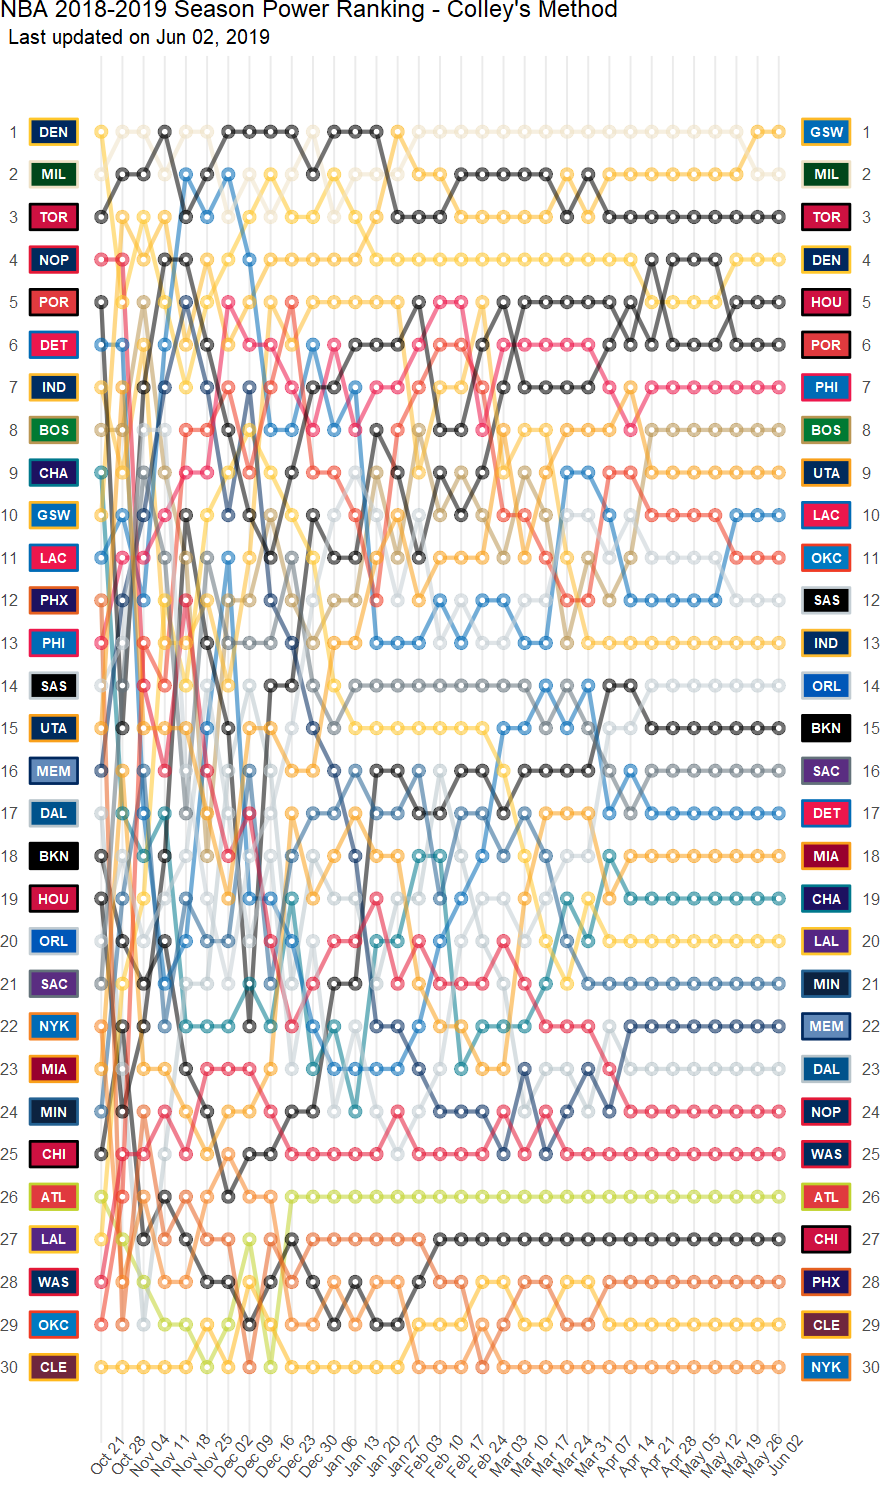 NBA 2018-2019 Season Power Ranking - Colley's Method
Last updated on Jun 02, 2019
1 DEN GSW 1
2 MIL MIL 2
3 TOR TOR 3
4 NOP DEN 4
5 POR HOU 5
6 DET POR 6
7 IND PHI 7
8 BOS BOS 8
9 CHA UTA 9
10 GSW LAC 10
11 LAC OKC 11
12 PHX SAS 12
13 PHI IND 13
14 SAS ORL 14
15 UTA BKN 15
16 MEM SAC 16
17 DAL DET 17
18 BKN MIA 18
19 HOU CHA 19
20 ORL LAL 20
21 SAC MIN 21
22 NYK MEM 22
23 MIA DAL 23
24 MIN NOP 24
25 CHI WAS 25
26 ATL ATL 26
27 LAL CHI 27
28 WAS PHX 28
29 OKC CLE 29
30 CLE NYK 30
Oct 21 Oct 28 Nov 04 Nov 11 Nov 18 Nov 25 Dec 02 Dec 09 Dec 16 Dec 23 Dec 30 Jan 06 Jan 13 Jan 20 Jan 27 Feb 03 Feb 10 Feb 17 Feb 24 Mar 03 Mar 10 Mar 17 Mar 24 Mar 31 Apr 07 Apr 14 Apr 21 Apr 28 May 05 May 12 May 19 May 26 Jun 02